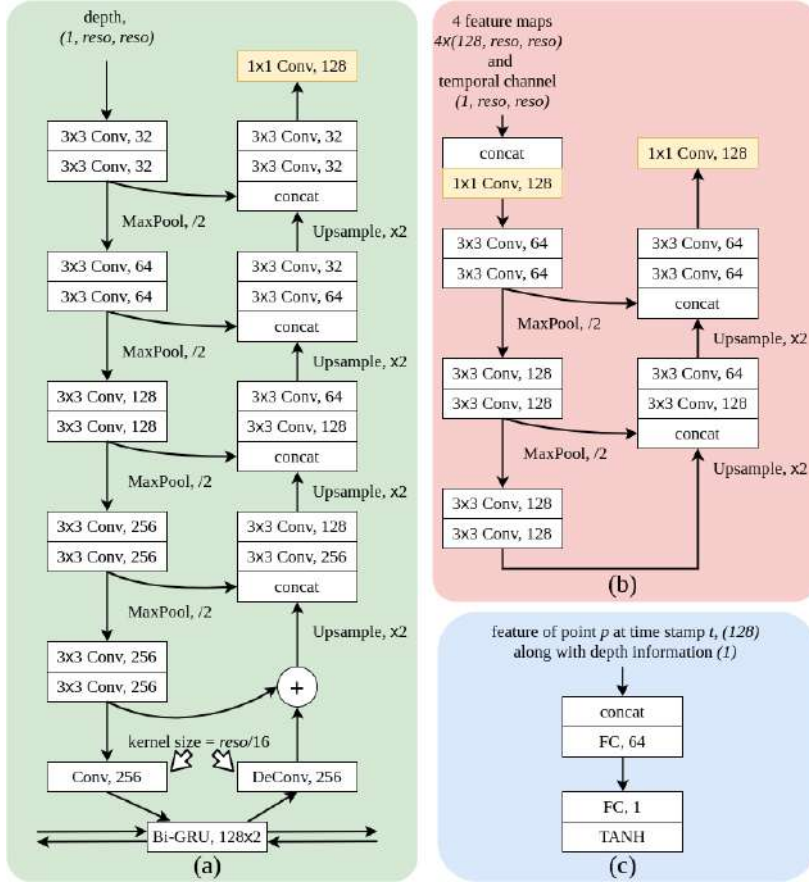 depth,
(1, reso, reso)
3x3 Conv, 32
3x3 Conv, 32
MaxPool, /2
3x3 Conv, 64
3x3 Conv, 64
MaxPool, /2
3x3 Conv, 128
3x3 Conv, 128
MaxPool, /2
3x3 Conv, 256
3x3 Conv, 256
MaxPool, /2
3x3 Conv, 256
3x3 Conv, 256
kernel size = reso/16
Conv, 256
Bi-GRU, 128x2
DeConv, 256
+
Upsample, x2
3x3 Conv, 128
3x3 Conv, 256
concat
Upsample, x2
3x3 Conv, 64
3x3 Conv, 128
concat
Upsample, x2
3x3 Conv, 32
3x3 Conv, 64
concat
Upsample, x2
3x3 Conv, 32
3x3 Conv, 32
concat
1x1 Conv, 128
(a)
4 feature maps
4x(128, reso, reso)
and
temporal channel
(1, reso, reso)
concat
1x1 Conv, 128
3x3 Conv, 64
3x3 Conv, 64
MaxPool, /2
3x3 Conv, 128
3x3 Conv, 128
MaxPool, /2
3x3 Conv, 128
3x3 Conv, 128
Upsample, x2
3x3 Conv, 64
3x3 Conv, 128
concat
Upsample, x2
3x3 Conv, 64
3x3 Conv, 64
concat
1x1 Conv, 128
(b)
feature of point p at time stamp t, (128)
along with depth information (1)
concat
FC, 64
FC, 1
TANH
(c)